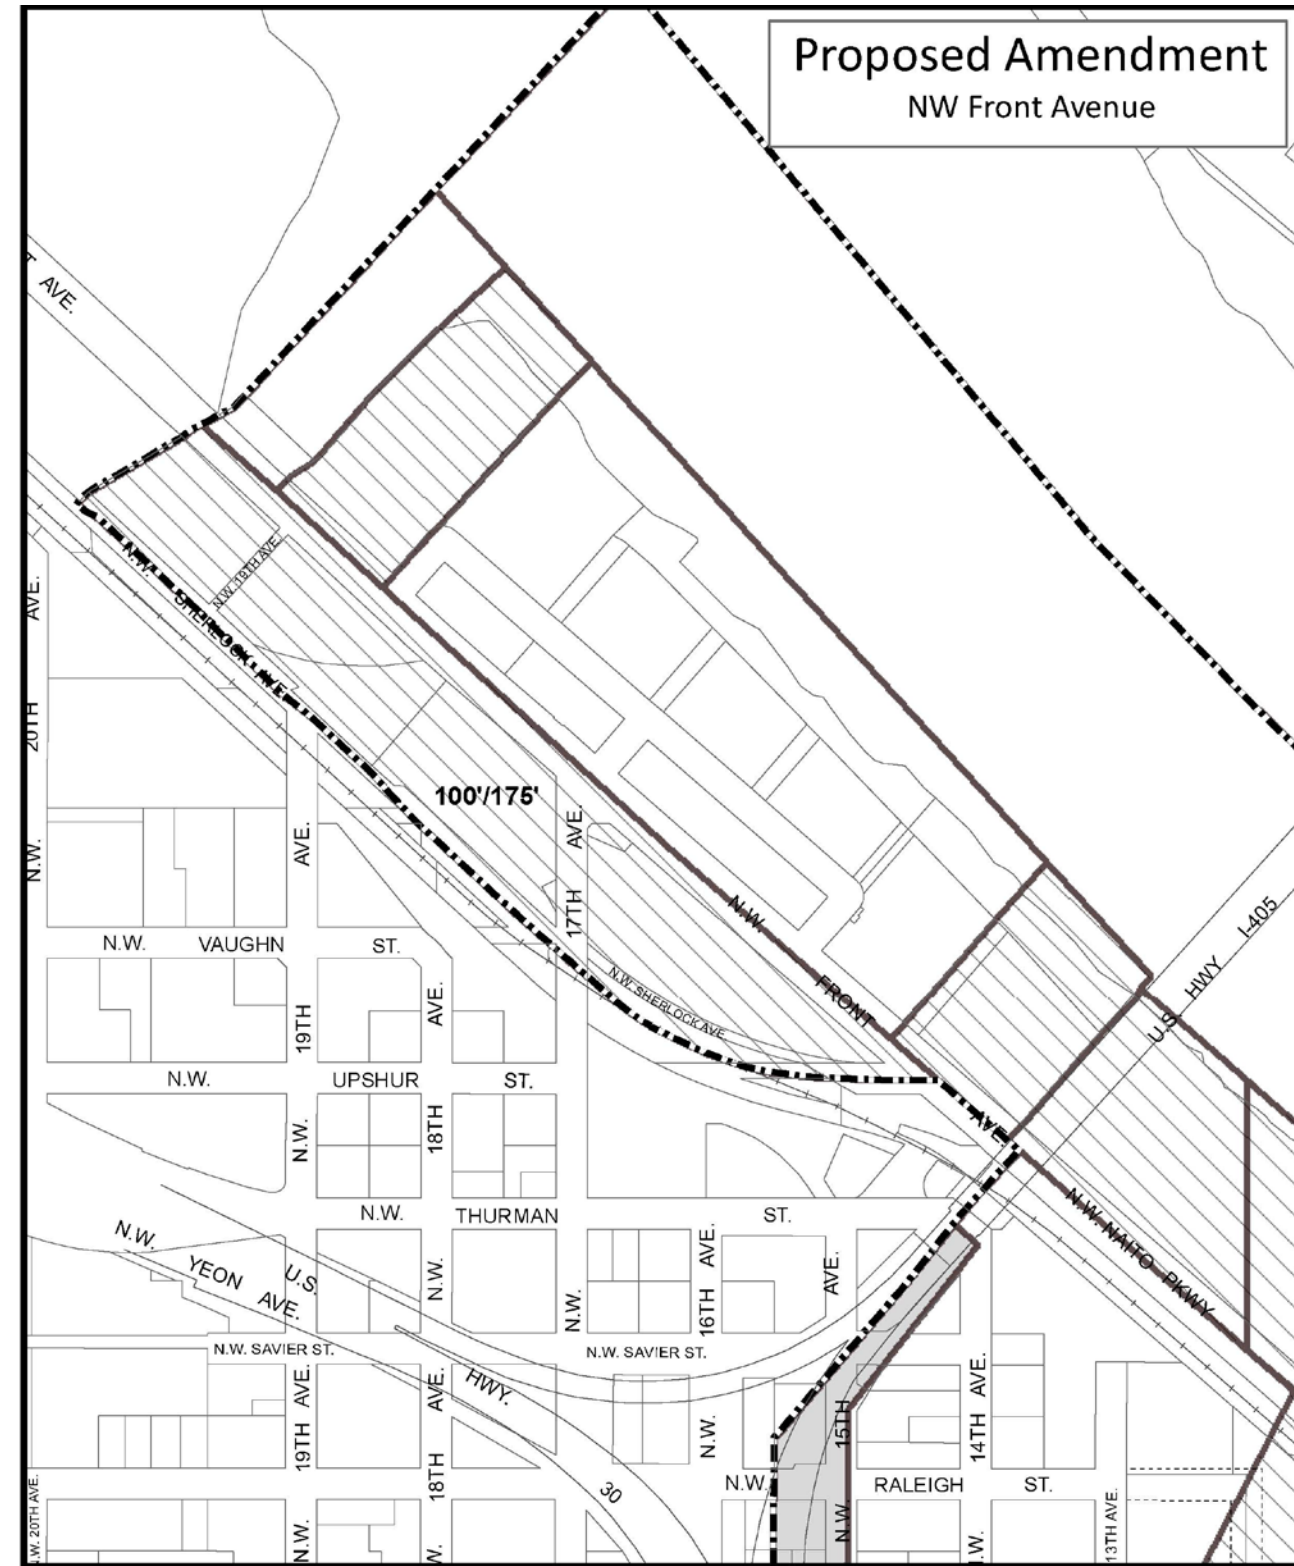 Proposed Amendment
NW Front Avenue
AVE.
N.W. 19TH AVE.
N.W. SHERLOCK AVE.
N.W. 20TH AVE.
100'/175'
17TH AVE.
AVE.
N.W. FRONT AVE.
U.S. HWY I-405
N.W. VAUGHN ST.
N.W. SHERLOCK AVE
N.W. 19TH
N.W. 18TH AVE.
N.W. UPSHUR ST.
N.W. THURMAN ST.
N.W. NAITO PKWY
N.W. YEON AVE.
U.S. HWY. 30
N.W.
N.W. 16TH AVE.
AVE.
N.W. SAVIER ST.
N.W. SAVIER ST.
N.W. 19TH AVE.
N.W. 18TH AVE.
N.W. 15TH
N.W. 14TH AVE.
N.W. RALEIGH ST.
N.W. 20TH AVE.
13TH AVE.